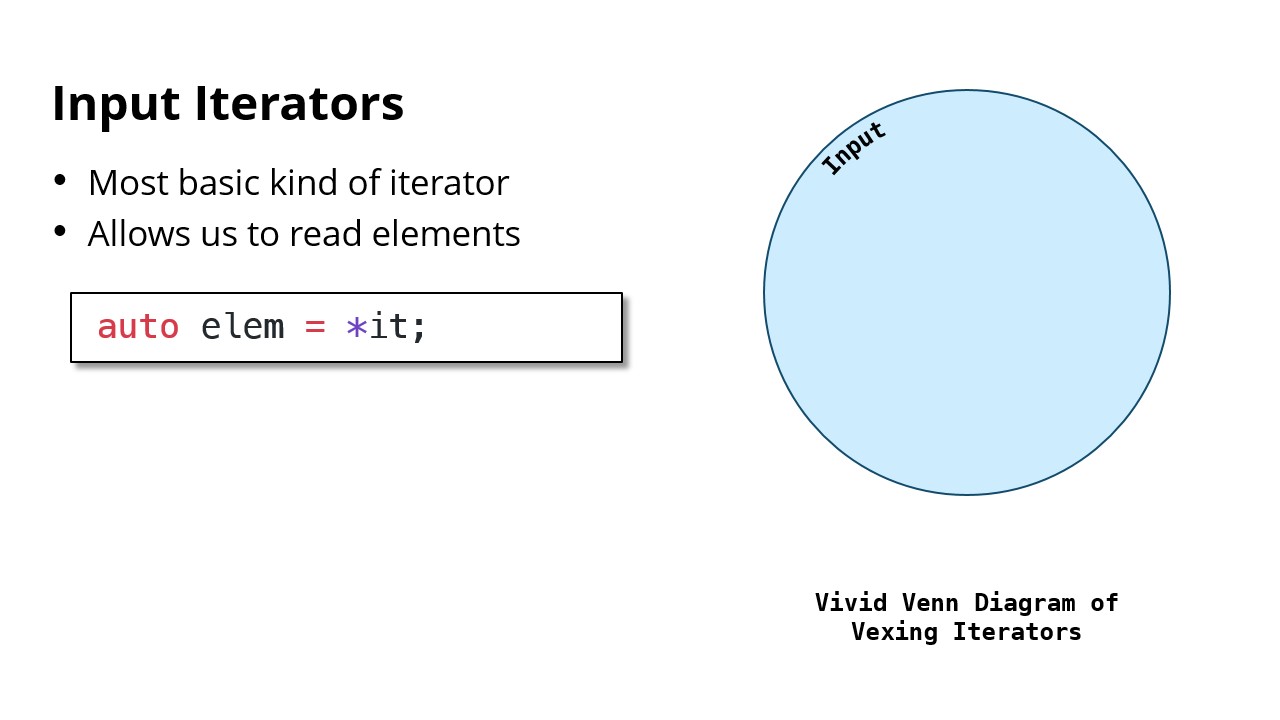 Input Iterators
• Most basic kind of iterator
• Allows us to read elements
auto elem = *it;
Input
Vivid Venn Diagram of
Vexing Iterators